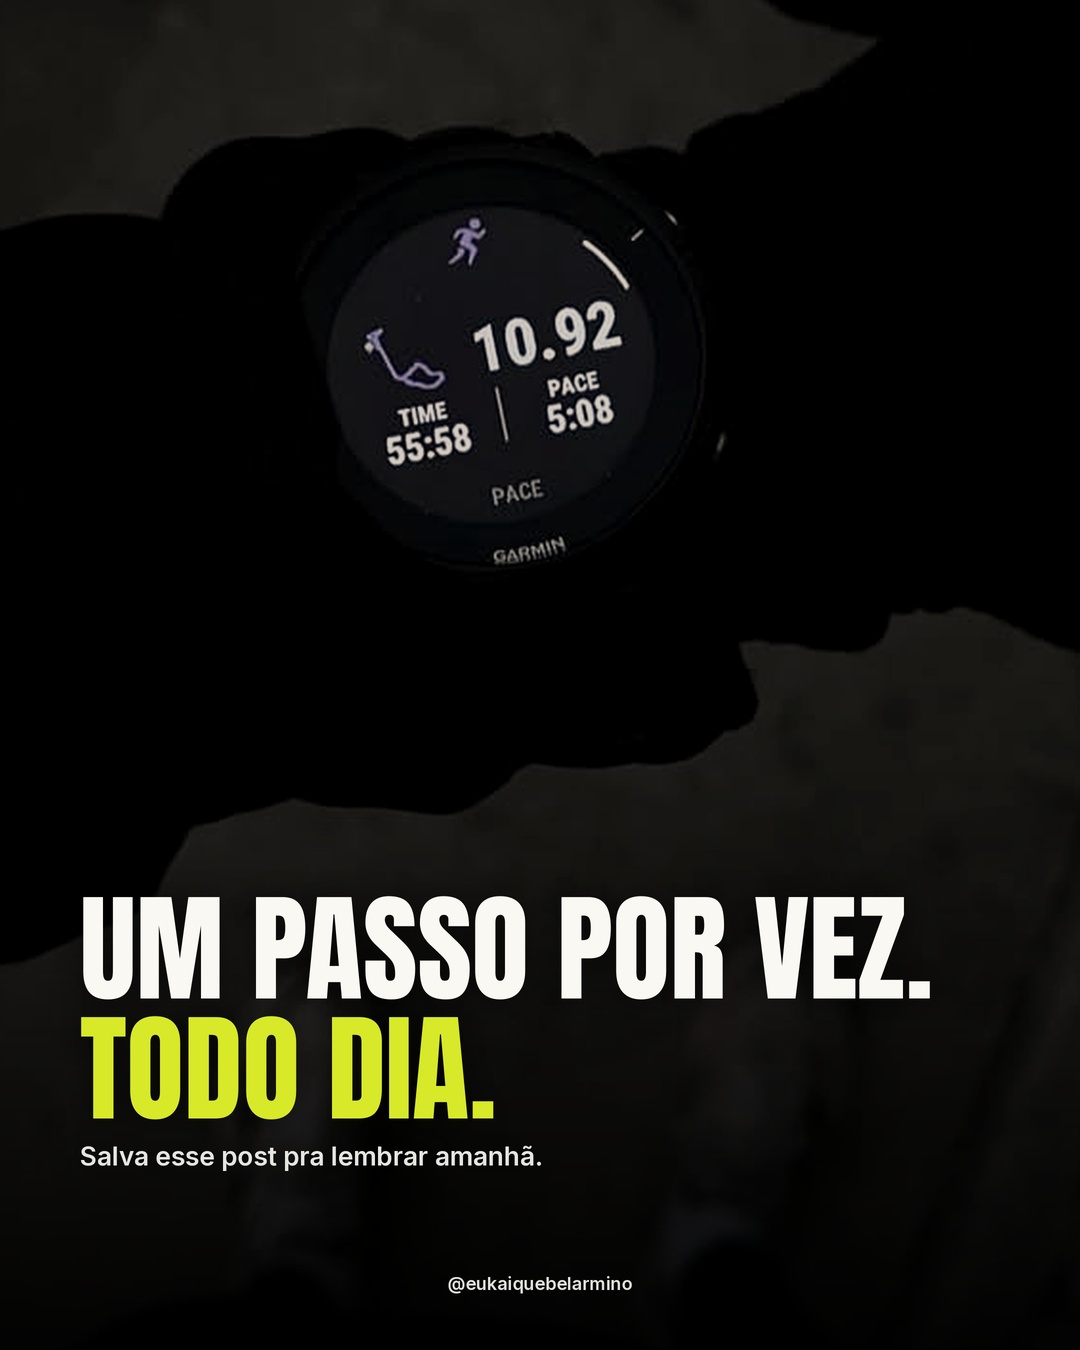 10.92
TIME
55:58
PACE
5:08
PACE
GARMIN
UM PASSO POR VEZ.
TODO DIA.
Salva esse post pra lembrar amanhã.
@eukaiquebelarmino